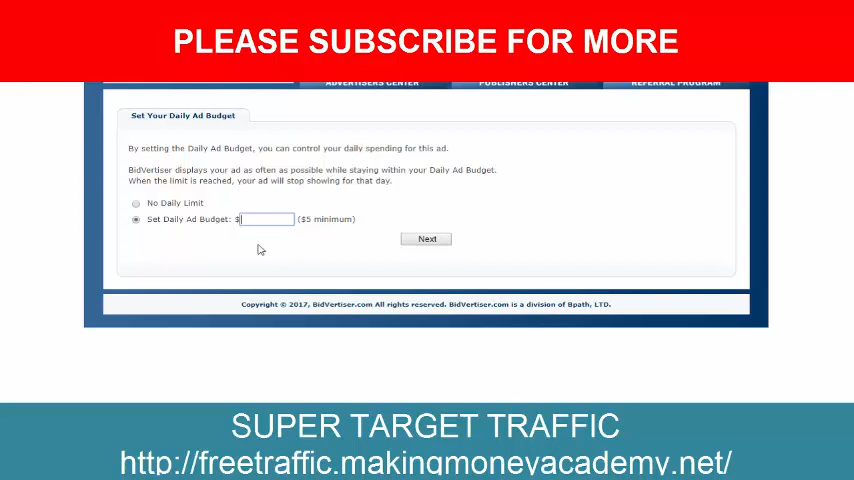 PLEASE SUBSCRIBE FOR MORE
ADVERTISERS CENTER PUBLISHERS CENTER REFERRAL PROGRAM
Set Your Daily Ad Budget
By setting the Daily Ad Budget, you can control your daily spending for this ad.
BidVertiser displays your ad as often as possible while staying within your Daily Ad Budget.
When the limit is reached, your ad will stop showing for that day.
No Daily Limit
Set Daily Ad Budget: $ ($5 minimum)
Next
Copyright © 2017, BidVertiser.com All rights reserved. BidVertiser.com is a division of Bpath, LTD.
SUPER TARGET TRAFFIC
http://freetraffic.makingmoneyacademy.net/